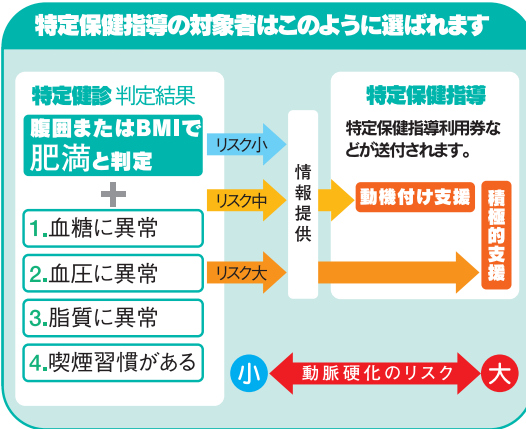 特定保健指導の対象者はこのように選ばれます
特定健診 判定結果
腹囲またはBMIで
肥満と判定
＋
1.血糖に異常
2.血圧に異常
3.脂質に異常
4.喫煙習慣がある
リスク小
リスク中
リスク大
情報提供
特定保健指導
特定保健指導利用券な
どが送付されます。
動機付け支援
積極的支援
小
動脈硬化のリスク
大